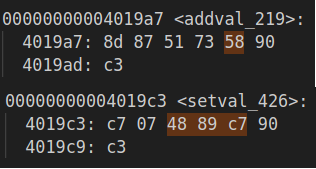 00000000004019a7 <addval_219>:
4019a7: 8d 87 51 73 58 90
4019ad: c3
00000000004019c3 <setval_426>:
4019c3: c7 07 48 89 c7 90
4019c9: c3